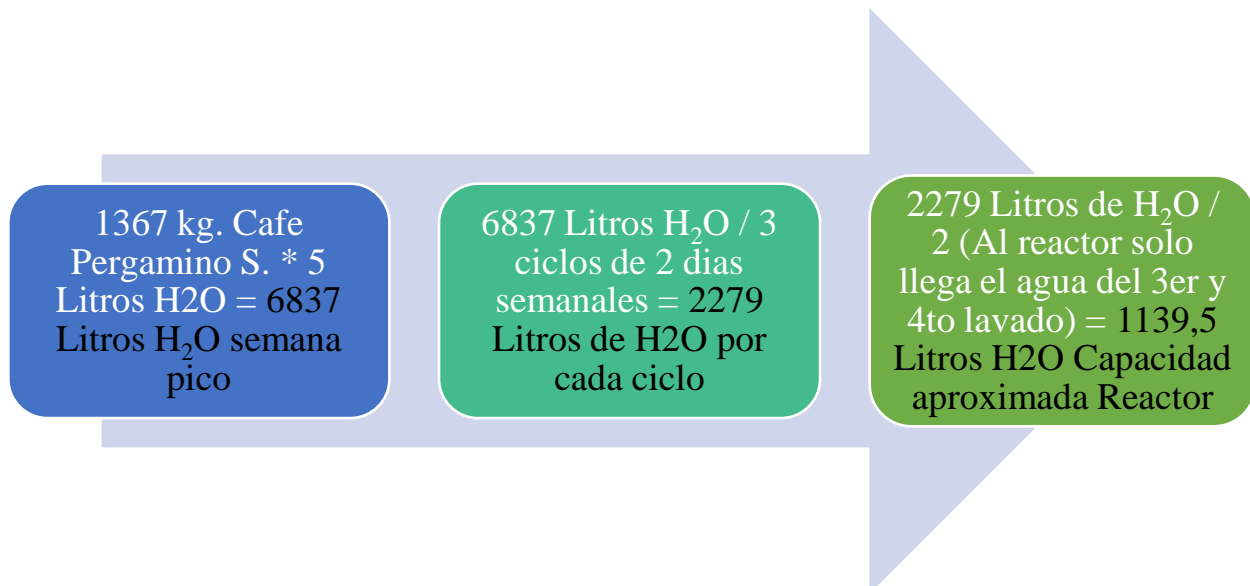 1367 kg. Cafe
Pergamino S. * 5
Litros H2O = 6837
Litros H₂O semana
pico
6837 Litros H₂O / 3
ciclos de 2 dias
semanales = 2279
Litros de H2O por
cada ciclo
2279 Litros de H₂O /
2 (Al reactor solo
llega el agua del 3er y
4to lavado) = 1139,5
Litros H2O Capacidad
aproximada Reactor